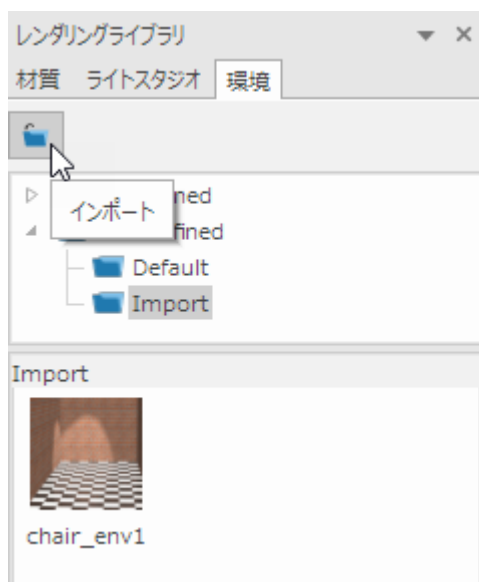 レンダリングライブラリ
材質 ライトスタジオ 環境
ned
インポート
fined
Default
Import
Import
chair_env1